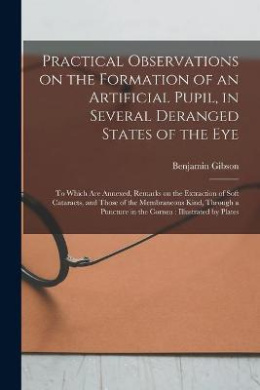 Practical Observations on the Formation of an Artificial Pupil, in Several Deranged States of the Eye
Benjamin Gibson
To Which Are Annexed, Remarks on the Extraction of Soft
Cataracts, and Those of the Membraneous Kind, Through a
Puncture in the Cornea : Illustrated by Plates